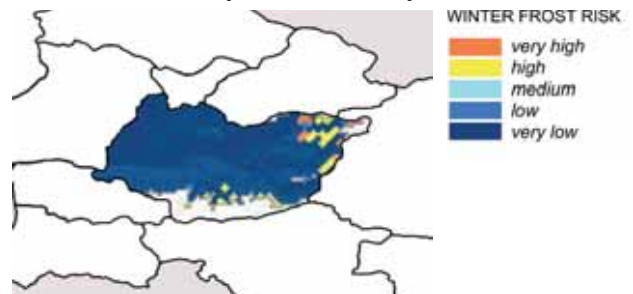 WINTER FROST RISK
very high
high
medium
low
very low